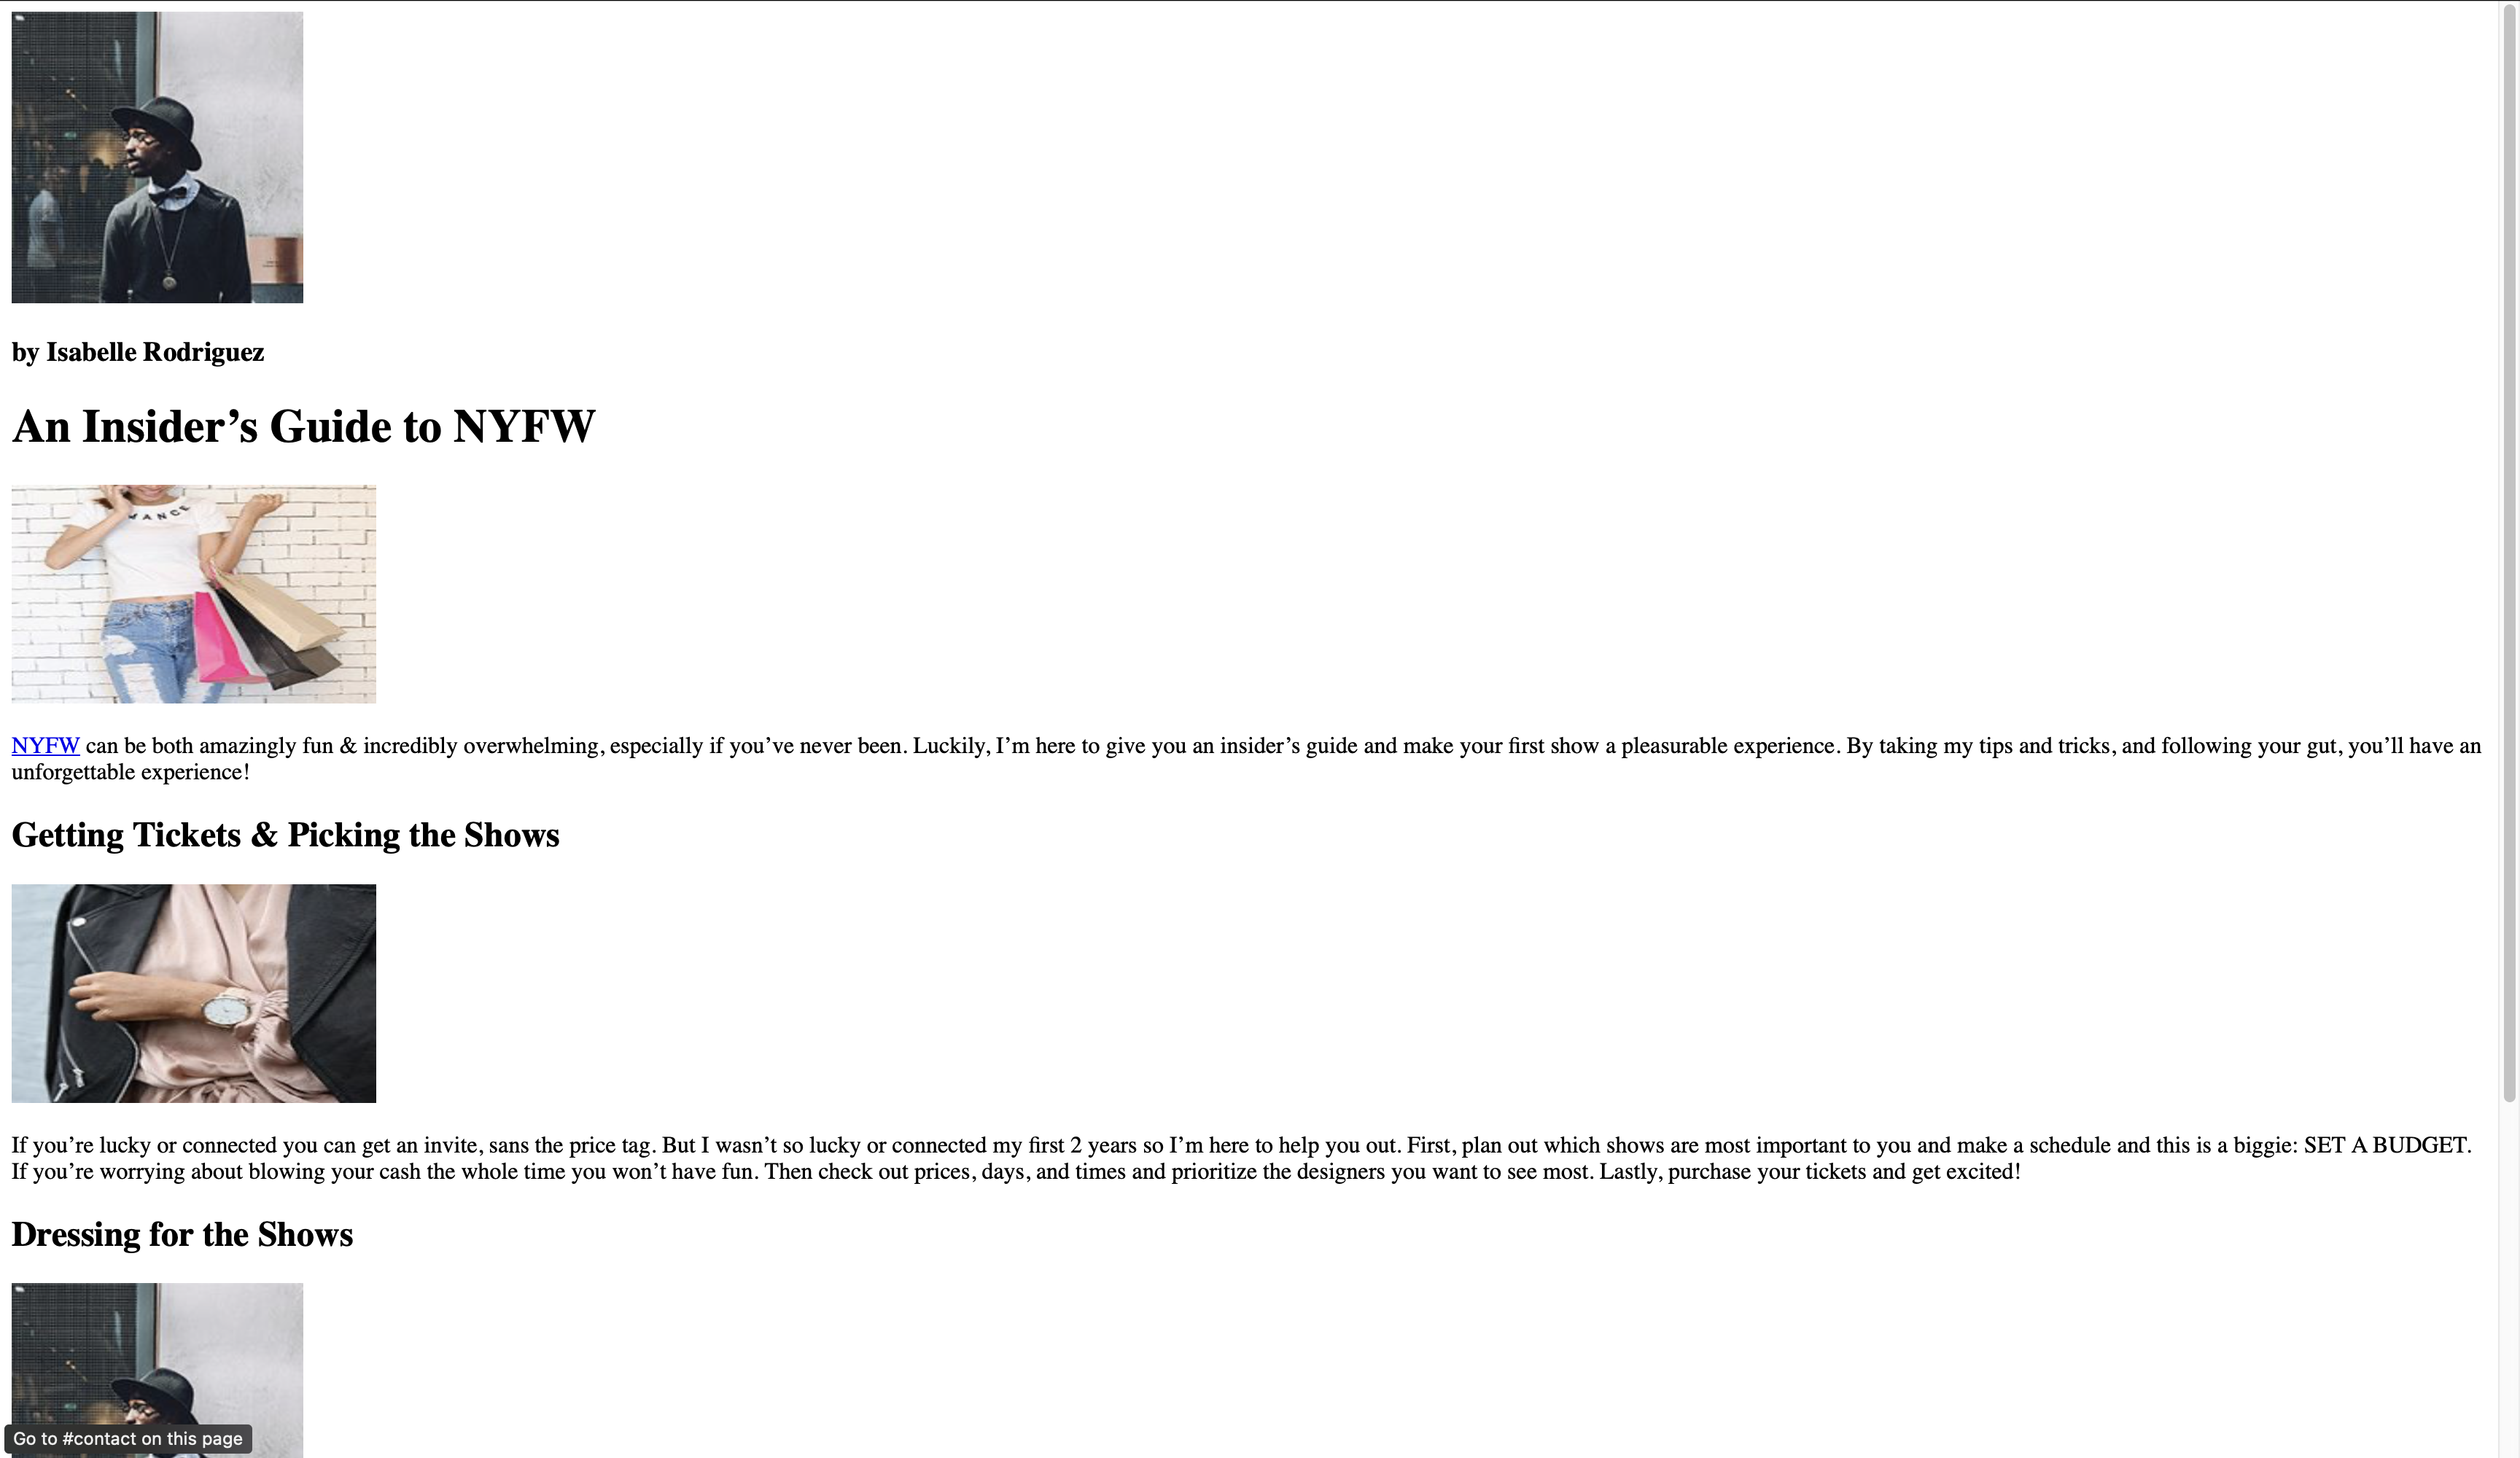 by Isabelle Rodriguez
An Insider’s Guide to NYFW
VANCE
NYFW can be both amazingly fun & incredibly overwhelming, especially if you’ve never been. Luckily, I’m here to give you an insider’s guide and make your first show a pleasurable experience. By taking my tips and tricks, and following your gut, you’ll have an
unforgettable experience!
Getting Tickets & Picking the Shows
If you’re lucky or connected you can get an invite, sans the price tag. But I wasn’t so lucky or connected my first 2 years so I’m here to help you out. First, plan out which shows are most important to you and make a schedule and this is a biggie: SET A BUDGET.
If you’re worrying about blowing your cash the whole time you won’t have fun. Then check out prices, days, and times and prioritize the designers you want to see most. Lastly, purchase your tickets and get excited!
Dressing for the Shows
Go to #contact on this page